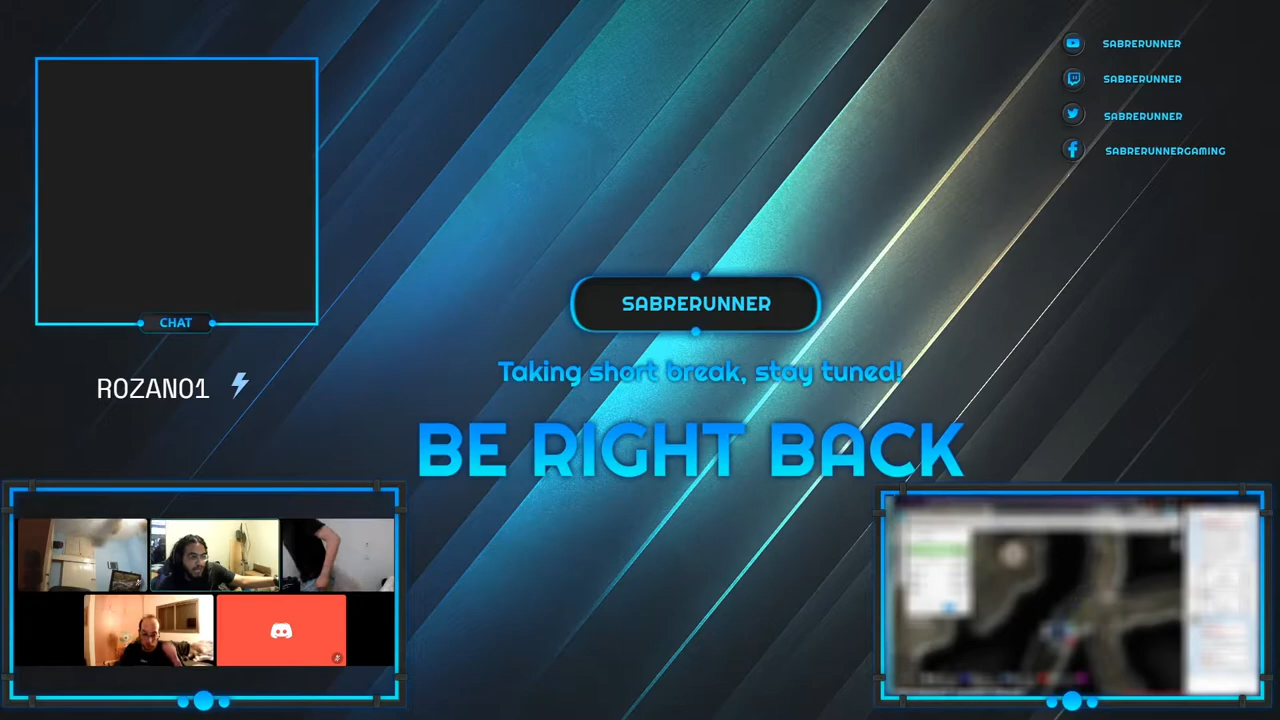 SABRERUNNER
SABRERUNNER
SABRERUNNER
SABRERUNNERGAMING
CHAT
SABRERUNNER
Taking short break, stay tuned!
ROZANO1
BE RIGHT BACK